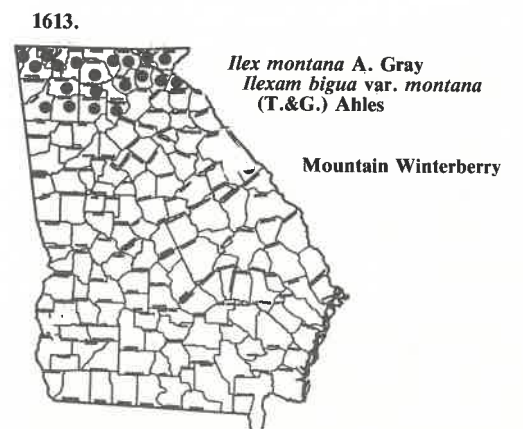 1613.
Ilex montana A. Gray
Ilexam bigua var. montana
(T.&G.) Ahles
Mountain Winterberry